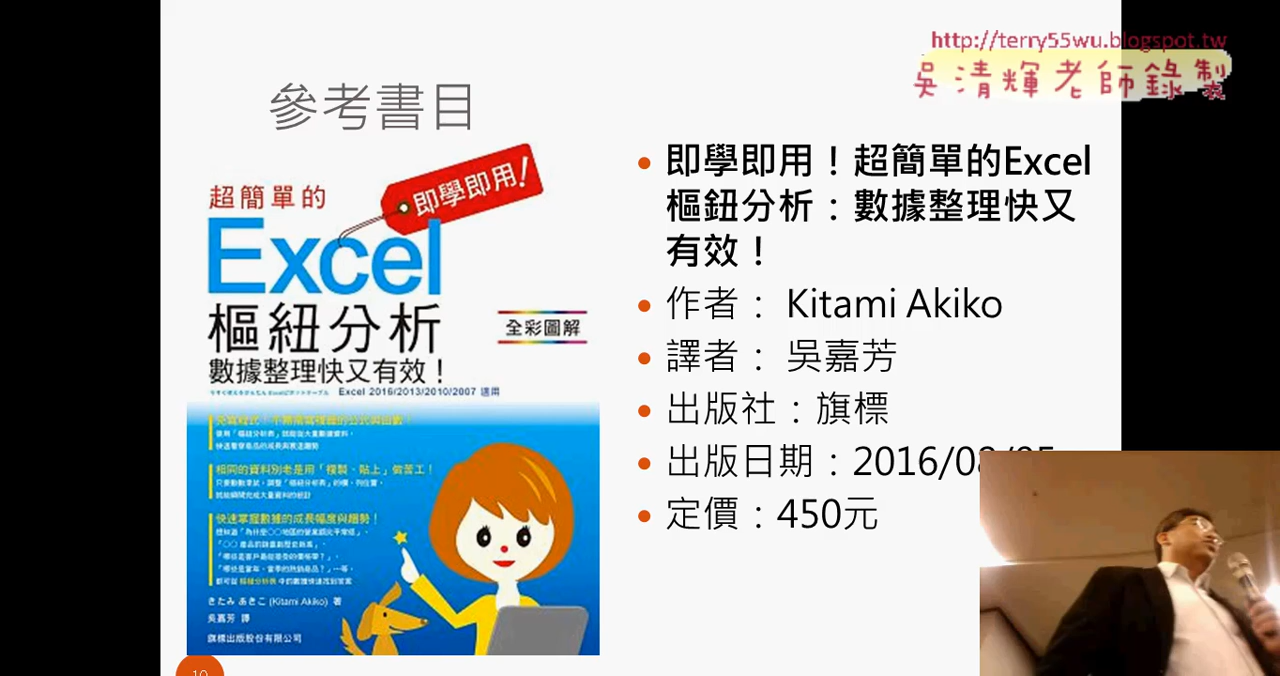 http://terry55wu.blogspot.tw
吳清輝老師錄製
參考書目
即學即用!
超簡單的
Excel
樞紐分析
全彩圖解
數據整理快又有效!
Excel 2016/2013/2010/2007 適用
相同的資料別老是用「複製、貼上」做苦工!
快速掌握數據的成長幅度與趨勢!
きたみ あきこ (Kitami Akiko) 著
吳嘉芳 譯
旗標出版股份有限公司
10
• 即學即用！超簡單的Excel
樞鈕分析：數據整理快又
有效！
• 作者： Kitami Akiko
• 譯者： 吳嘉芳
• 出版社：旗標
• 出版日期：2016/0
• 定價：450元